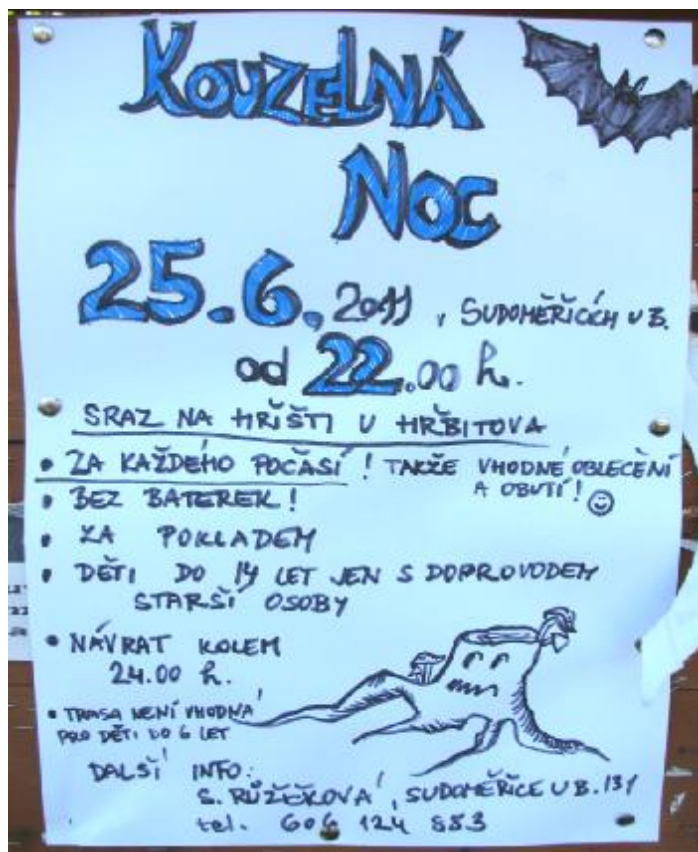 KOUZELNÁ
NOC
25.6.2011, SUDOMĚŘICÍCH U B.
od 22.00 h.
SRAZ NA HŘIŠTI U HŘBITOVA
• ZA KAŽDÉHO POČASÍ! TAKŽE VHODNÉ OBLEČENÍ
A OBUTÍ! ☺
• BEZ BATEREK!
• ZA POKLADEM
• DĚTI DO 14 LET JEN S DOPROVODEM
STARŠÍ OSOBY
• NÁVRAT KOLEM
24.00 h.
• TRASA NENÍ VHODNÁ
PRO DĚTI DO 6 LET
DALŠÍ INFO:
S. RŮŽIČKOVÁ, SUDOMĚŘICE U B. 131
tel. 606 124 883